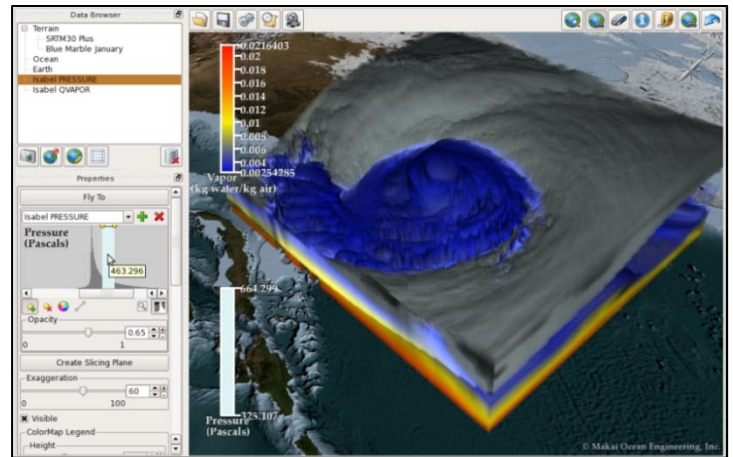 Data Browser
Terrain
SRTM30 Plus
Blue Marble January
Ocean
Earth
Isabel PRESSURE
Isabel QVAPOR
Properties
Fly To
Isabel PRESSURE
Pressure
(Pascals)
463.296
Opacity
0.65
0 1
Create Slicing Plane
Exaggeration
60
0 100
Visible
ColorMap Legend
Height
0.0216403
0.02
0.018
0.016
0.014
0.012
0.01
0.008
0.006
0.004
0.00254285
Vapor
(kg water/kg air)
664.299
325.107
Pressure
(Pascals)
© Makai Ocean Engineering, Inc.